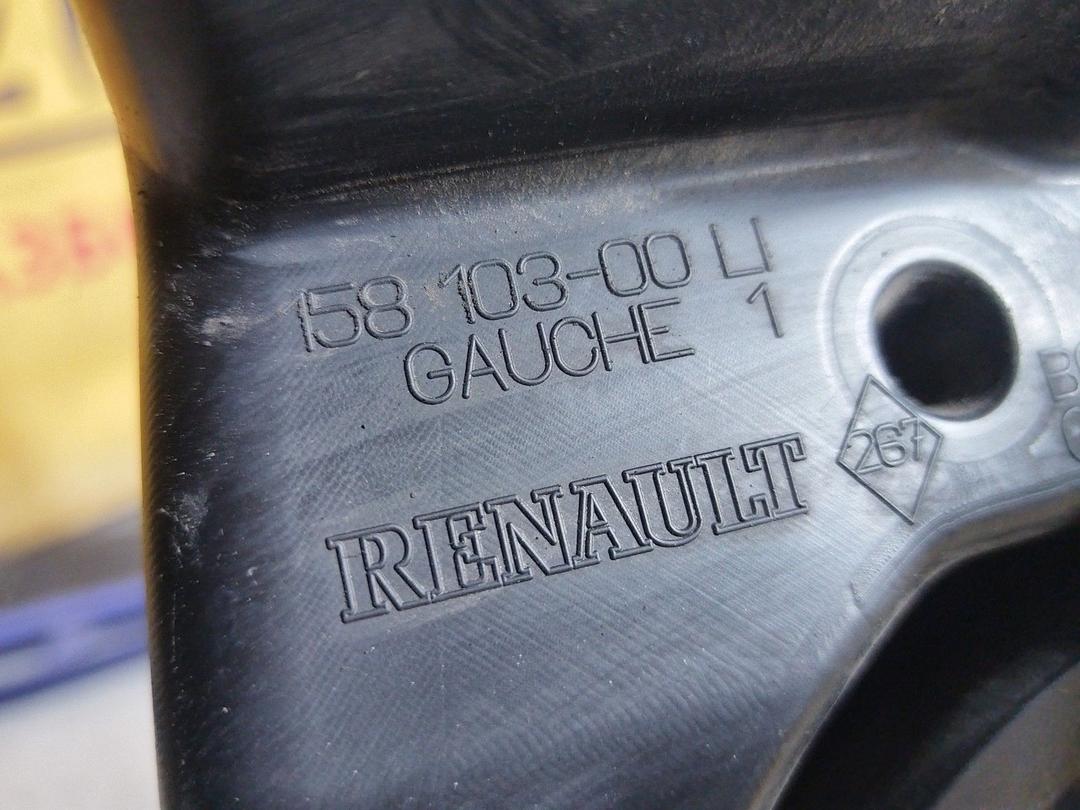 158 103-00 LI
GAUCHE 1
267
RENAULT